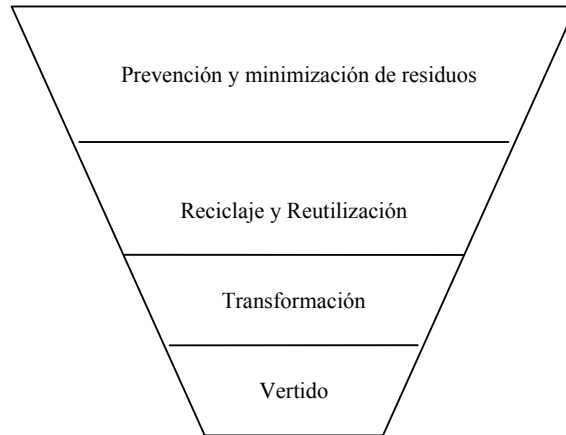 Prevención y minimización de residuos
Reciclaje y Reutilización
Transformación
Vertido